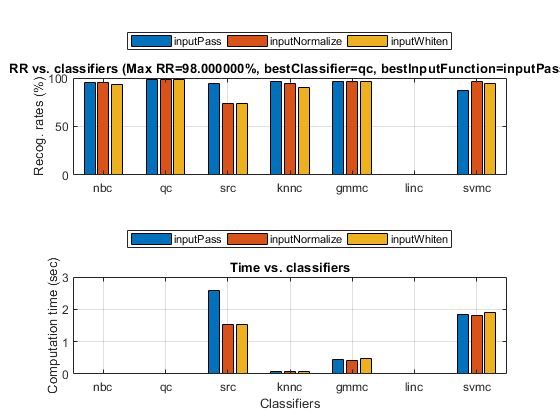 inputPass inputNormalize inputWhiten
RR vs. classifiers (Max RR=98.000000%, bestClassifier=qc, bestInputFunction=inputPas
Recog. rates (%)
100
50
0
nbc qc src knnc gmmc linc svmc
inputPass inputNormalize inputWhiten
Time vs. classifiers
Computation time (sec)
3
2
1
0
nbc qc src knnc gmmc linc svmc
Classifiers